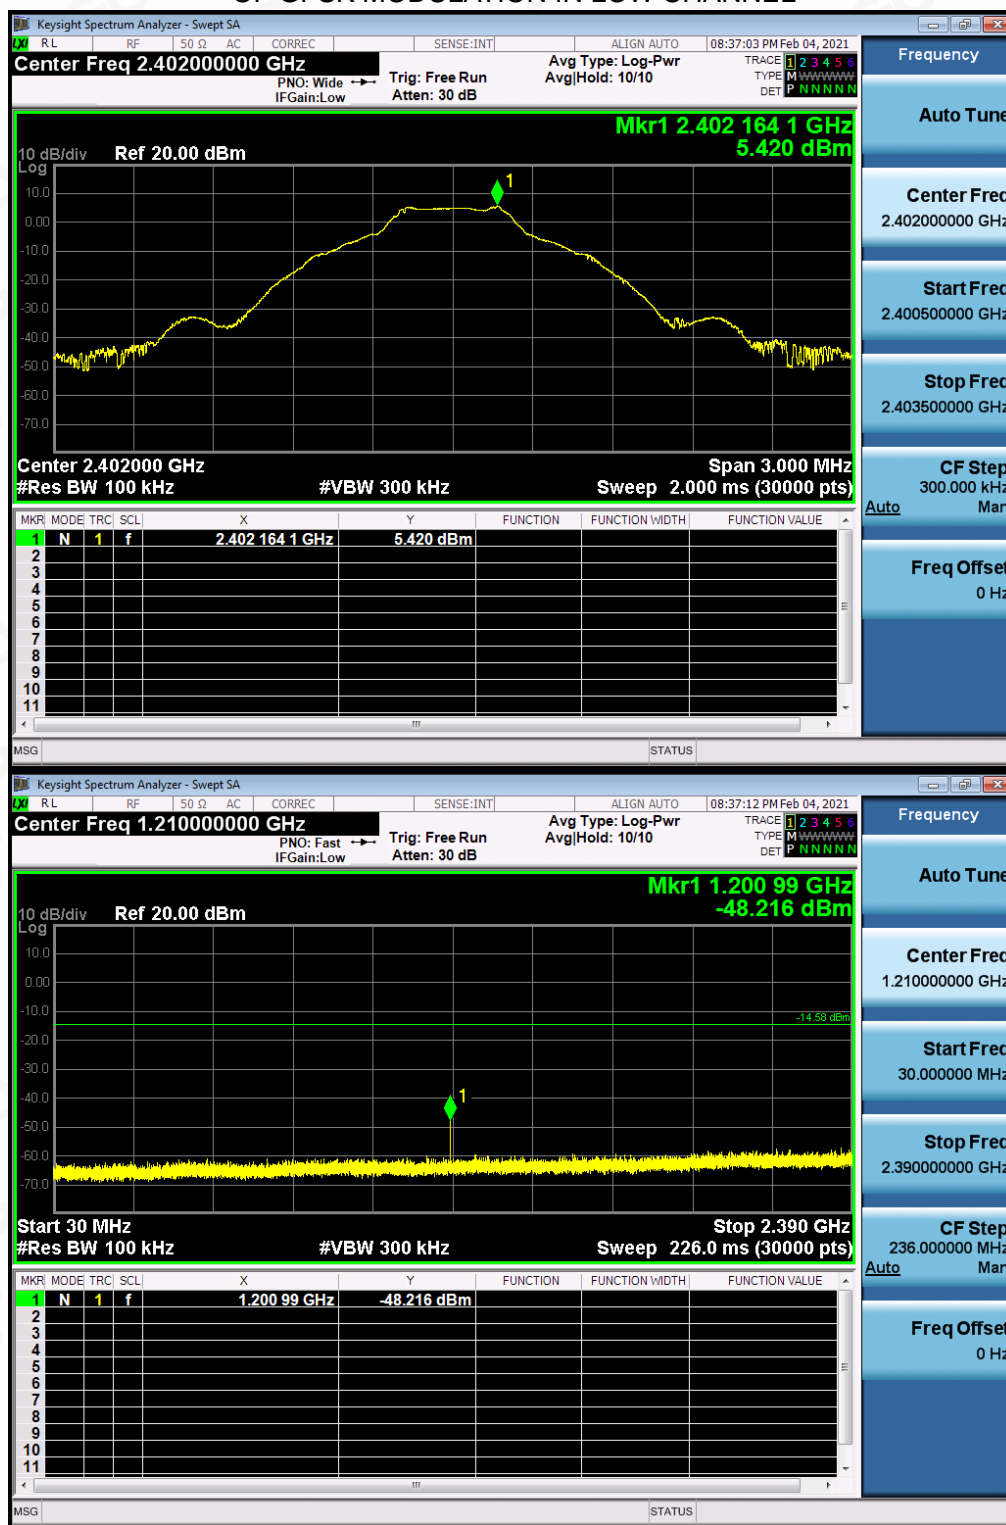 OF GFSK MODULATION IN LOW CHANNEL
Keysight Spectrum Analyzer - Swept SA
LXI RL RF 50 Ω AC CORREC SENSE:INT ALIGN AUTO 08:37:03 PM Feb 04, 2021
Center Freq 2.402000000 GHz
PNO: Wide
IFGain:Low
Trig: Free Run
Atten: 30 dB
Avg Type: Log-Pwr
Avg|Hold: 10/10
TRACE 1 2 3 4 5 6
TYPE M WWWWW
DET P N N N N N
Mkr1 2.402 164 1 GHz
5.420 dBm
10 dB/div Ref 20.00 dBm
Log
10.0
0.00
-10.0
-20.0
-30.0
-40.0
-50.0
-60.0
-70.0
1
Center 2.402000 GHz Span 3.000 MHz
#Res BW 100 kHz #VBW 300 kHz Sweep 2.000 ms (30000 pts)
MKR MODE TRC SCL X Y FUNCTION FUNCTION WIDTH FUNCTION VALUE
1 N 1 f 2.402 164 1 GHz 5.420 dBm
2
3
4
5
6
7
8
9
10
11
MSG STATUS
Frequency
Auto Tune
Center Freq
2.402000000 GHz
Start Freq
2.400500000 GHz
Stop Freq
2.403500000 GHz
CF Step
300.000 kHz
Auto Man
Freq Offset
0 Hz
Keysight Spectrum Analyzer - Swept SA
LXI RL RF 50 Ω AC CORREC SENSE:INT ALIGN AUTO 08:37:12 PM Feb 04, 2021
Center Freq 1.210000000 GHz
PNO: Fast
IFGain:Low
Trig: Free Run
Atten: 30 dB
Avg Type: Log-Pwr
Avg|Hold: 10/10
TRACE 1 2 3 4 5 6
TYPE M WWWWW
DET P N N N N N
Mkr1 1.200 99 GHz
-48.216 dBm
10 dB/div Ref 20.00 dBm
Log
10.0
0.00
-10.0
-20.0
-30.0
-40.0
-50.0
-60.0
-70.0
-14.58 dBm
1
Start 30 MHz Stop 2.390 GHz
#Res BW 100 kHz #VBW 300 kHz Sweep 226.0 ms (30000 pts)
MKR MODE TRC SCL X Y FUNCTION FUNCTION WIDTH FUNCTION VALUE
1 N 1 f 1.200 99 GHz -48.216 dBm
2
3
4
5
6
7
8
9
10
11
MSG STATUS
Frequency
Auto Tune
Center Freq
1.210000000 GHz
Start Freq
30.000000 MHz
Stop Freq
2.390000000 GHz
CF Step
236.000000 MHz
Auto Man
Freq Offset
0 Hz